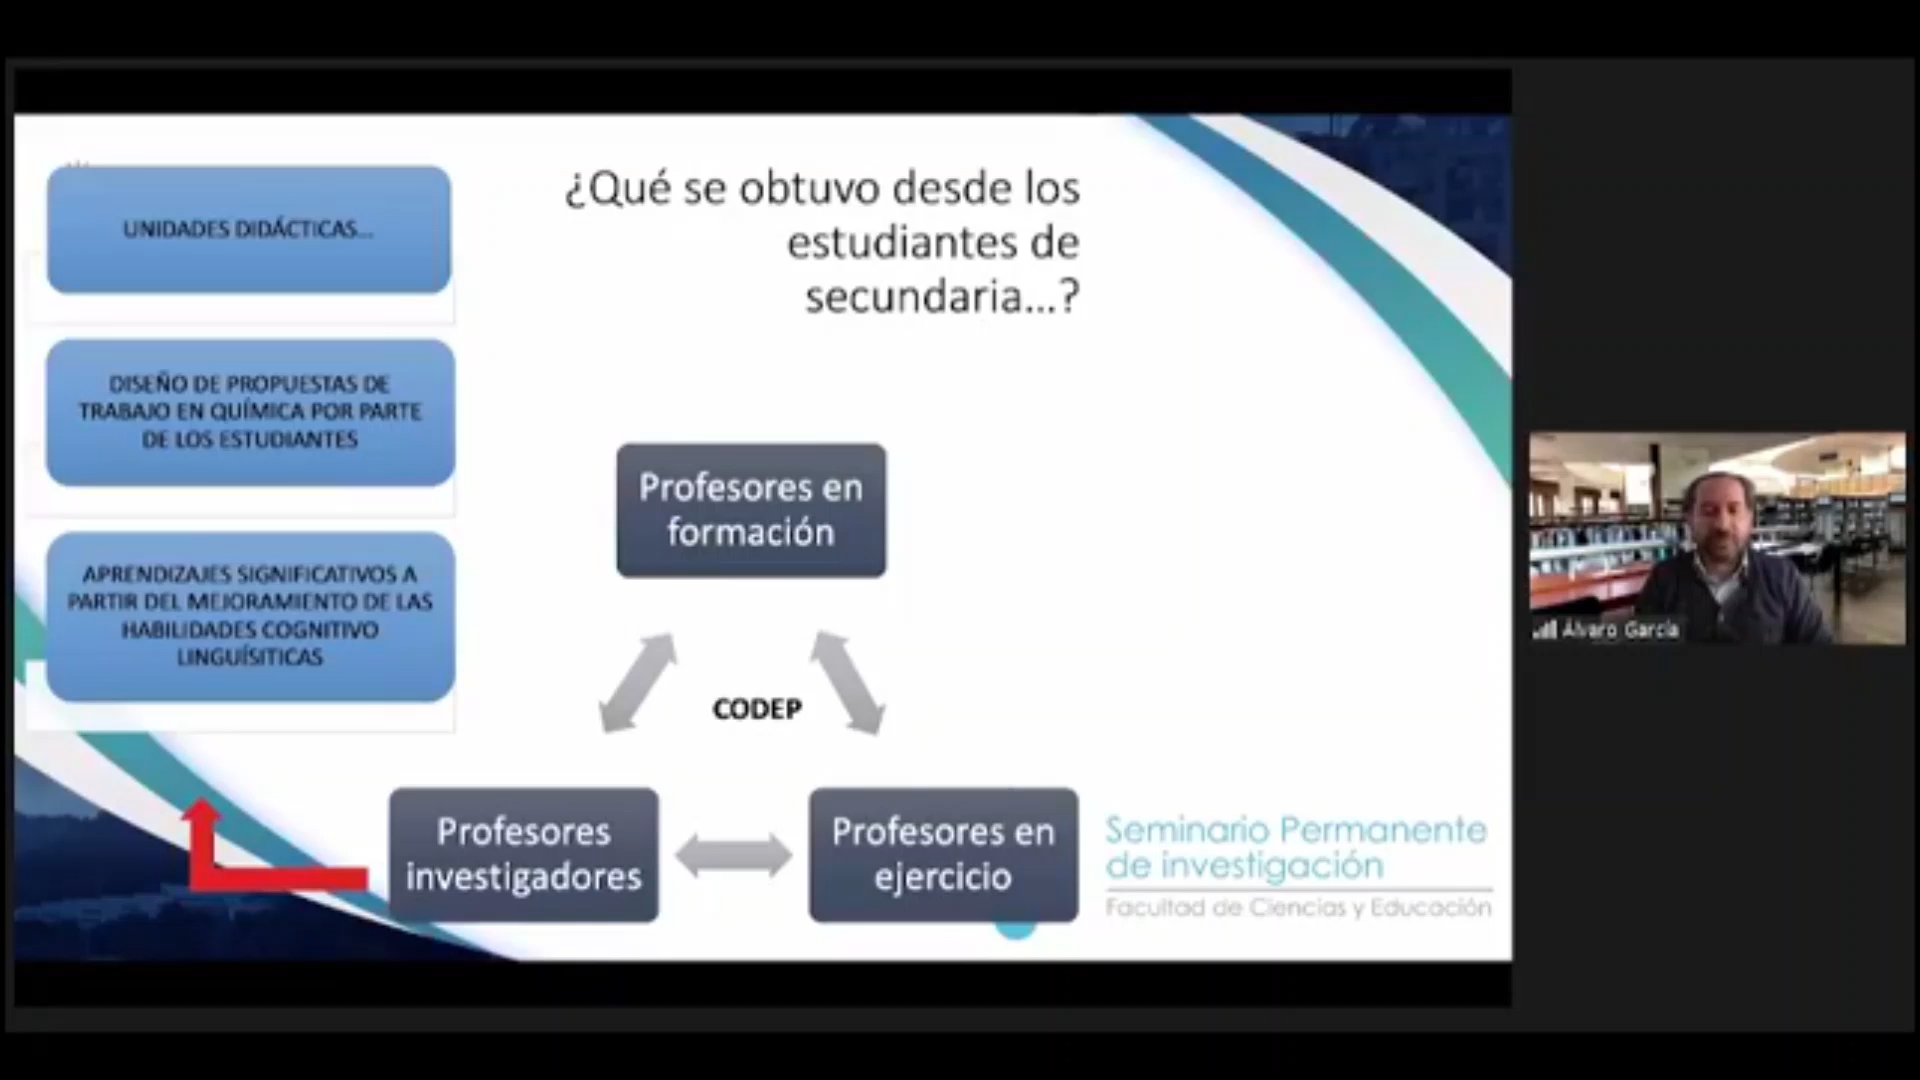 ¿Qué se obtuvo desde los
estudiantes de
secundaria...?
UNIDADES DIDÁCTICAS...
DISEÑO DE PROPUESTAS DE
TRABAJO EN QUÍMICA POR PARTE
DE LOS ESTUDIANTES
APRENDIZAJES SIGNIFICATIVOS A
PARTIR DEL MEJORAMIENTO DE LAS
HABILIDADES COGNITIVO
LINGUÍSITICAS
Profesores en
formación
CODEP
Profesores
investigadores
Profesores en
ejercicio
Seminario Permanente
de investigación
Facultad de Ciencias y Educación
Álvaro García